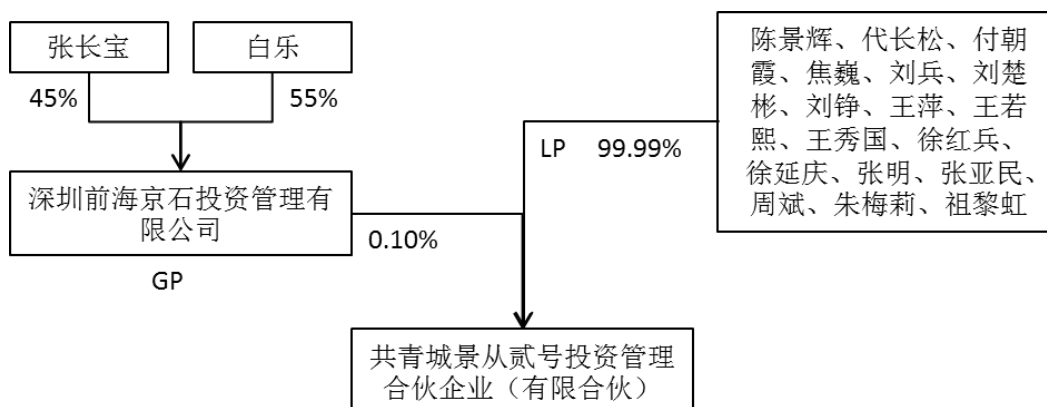 张长宝
白乐
45%
55%
深圳前海京石投资管理有
限公司
GP
0.10%
LP 99.99%
陈景辉、代长松、付朝
霞、焦巍、刘兵、刘楚
彬、刘铮、王萍、王若
熙、王秀国、徐红兵、
徐延庆、张明、张亚民、
周斌、朱梅莉、祖黎虹
共青城景从贰号投资管理
合伙企业（有限合伙）